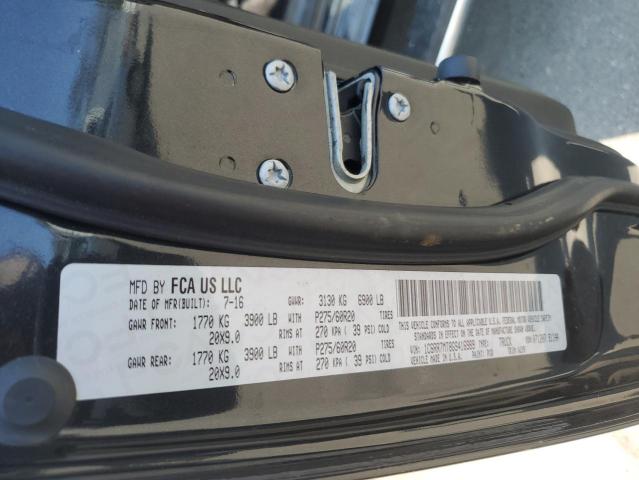 MFD BY FCA US LLC
DATE OF MFR(BUILT): 7-16 GVWR: 3130 KG 6900 LB
GAWR FRONT: 1770 KG 3900 LB WITH P275/60R20 TIRES
20X9.0 RIMS AT 270 KPA ( 39 PSI) COLD
GAWR REAR: 1770 KG 3900 LB WITH P275/60R20 TIRES
20X9.0 RIMS AT 270 KPA ( 39 PSI) COLD
THIS VEHICLE CONFORMS TO ALL APPLICABLE U.S.A. FEDERAL MOTOR VEHICLE SAFETY
STANDARDS IN EFFECT ON THE DATE OF MANUFACTURE SHOWN ABOVE.
VIN: TYPE: TRUCK
VEHICLE MADE IN U.S.A. PAINT: TRIM: